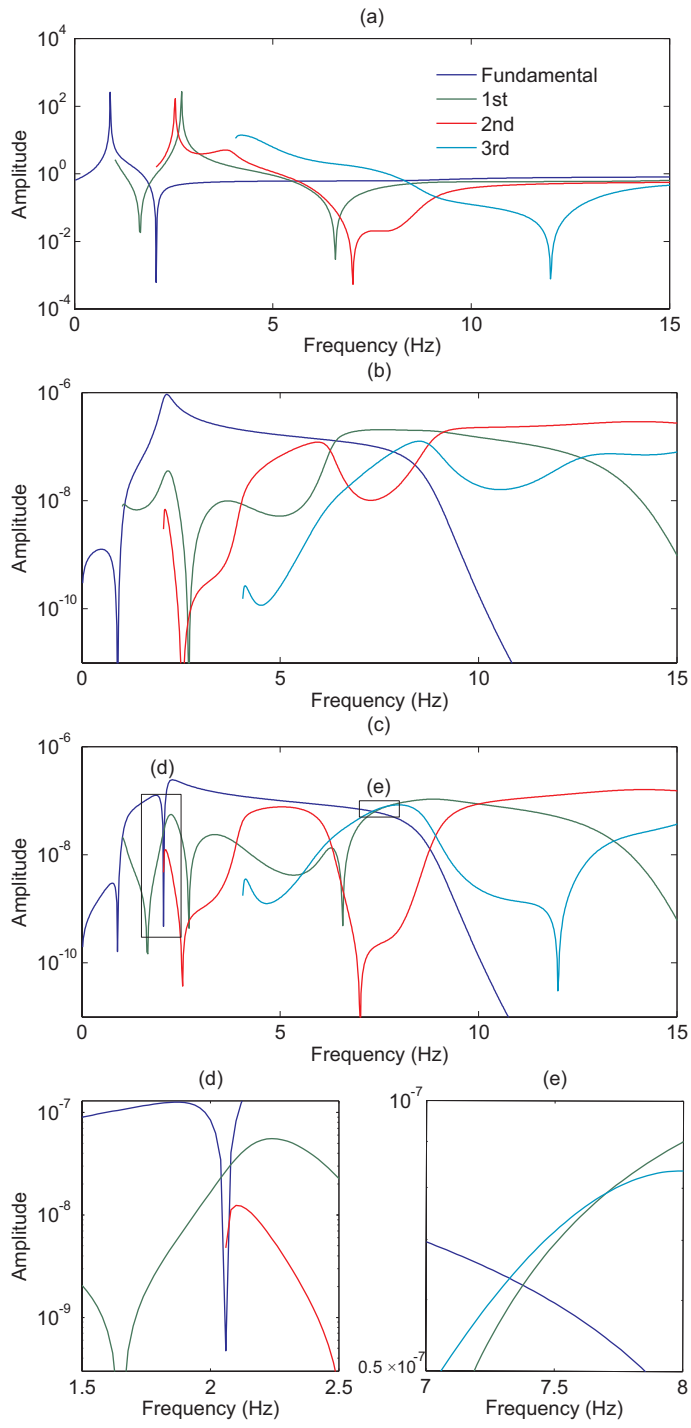 (a)
10^4
10^2
10^0
10^-2
10^-4
Amplitude
Fundamental
1st
2nd
3rd
0 5 10 15
Frequency (Hz)
(b)
10^-6
10^-8
10^-10
Amplitude
0 5 10 15
Frequency (Hz)
(c)
10^-6
10^-8
10^-10
Amplitude
(d)
(e)
0 5 10 15
Frequency (Hz)
(d)
10^-7
10^-8
10^-9
Amplitude
1.5 2 2.5
Frequency (Hz)
(e)
10^-7
0.5 ×10^-7
7 7.5 8
Frequency (Hz)